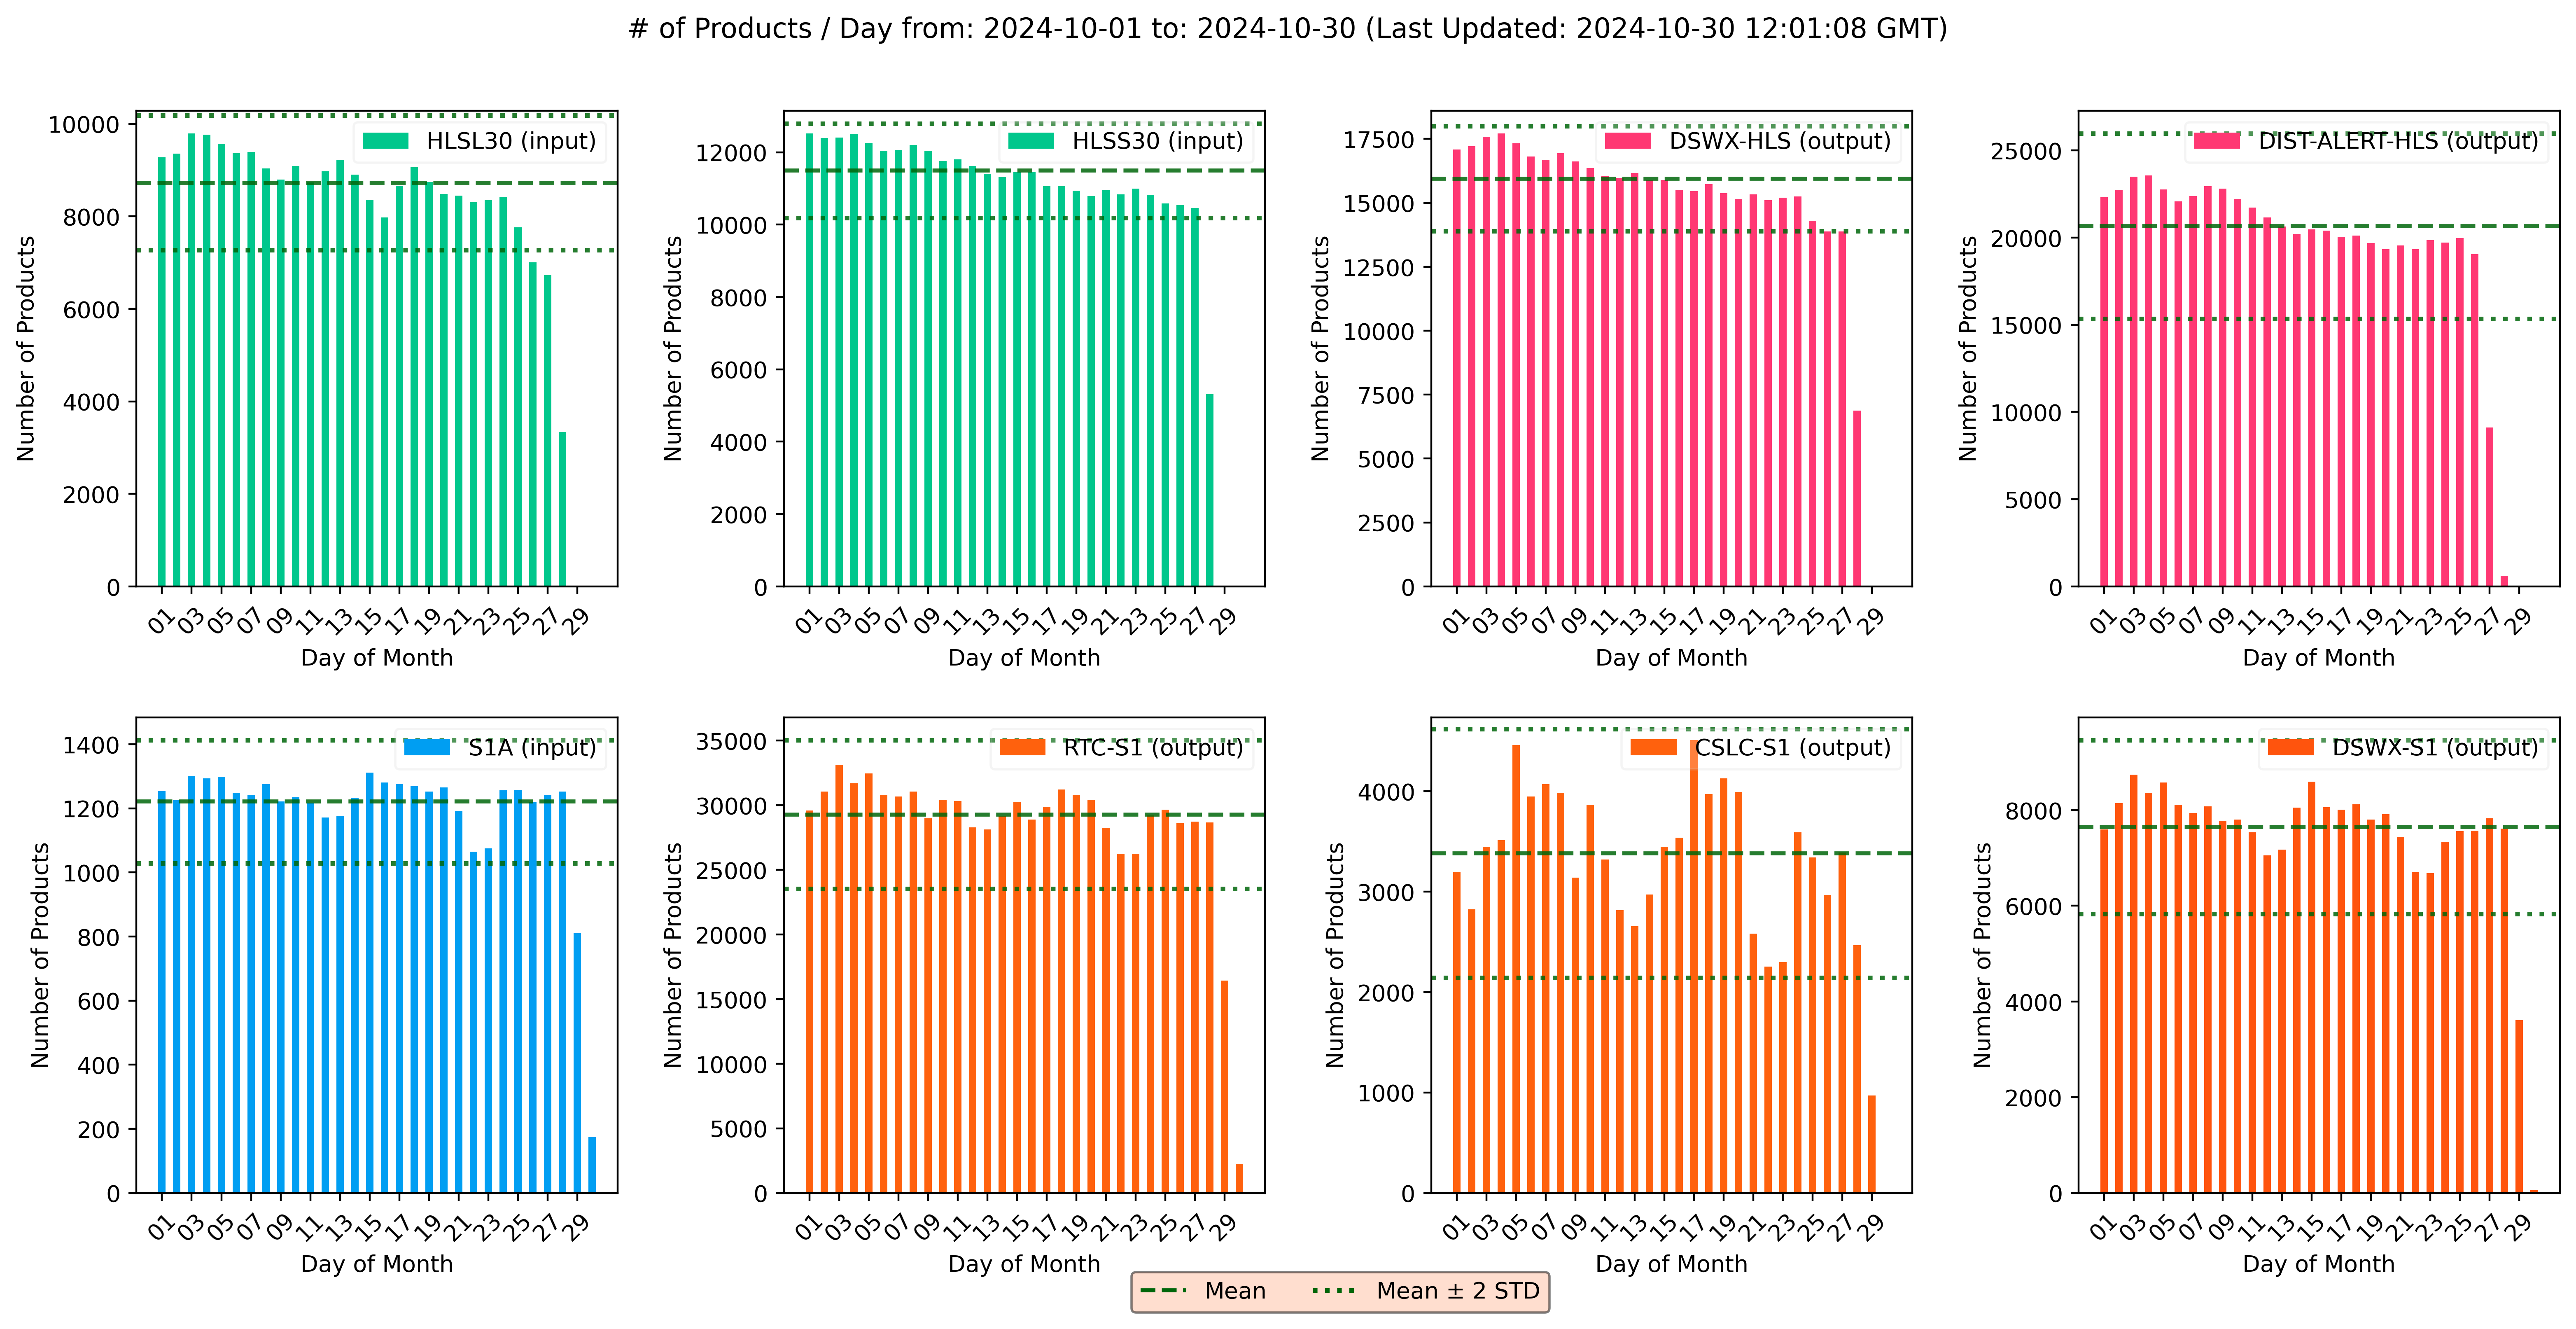 # of Products / Day from: 2024-10-01 to: 2024-10-30 (Last Updated: 2024-10-30 12:01:08 GMT)
HLSL30 (input)
Number of Products
10000
8000
6000
4000
2000
0
01 03 05 07 09 11 13 15 17 19 21 23 25 27 29
Day of Month
HLSS30 (input)
Number of Products
12000
10000
8000
6000
4000
2000
0
01 03 05 07 09 11 13 15 17 19 21 23 25 27 29
Day of Month
DSWX-HLS (output)
Number of Products
17500
15000
12500
10000
7500
5000
2500
0
01 03 05 07 09 11 13 15 17 19 21 23 25 27 29
Day of Month
DIST-ALERT-HLS (output)
Number of Products
25000
20000
15000
10000
5000
0
01 03 05 07 09 11 13 15 17 19 21 23 25 27 29
Day of Month
S1A (input)
Number of Products
1400
1200
1000
800
600
400
200
0
01 03 05 07 09 11 13 15 17 19 21 23 25 27 29
Day of Month
RTC-S1 (output)
Number of Products
35000
30000
25000
20000
15000
10000
5000
0
01 03 05 07 09 11 13 15 17 19 21 23 25 27 29
Day of Month
CSLC-S1 (output)
Number of Products
4000
3000
2000
1000
0
01 03 05 07 09 11 13 15 17 19 21 23 25 27 29
Day of Month
DSWX-S1 (output)
Number of Products
8000
6000
4000
2000
0
01 03 05 07 09 11 13 15 17 19 21 23 25 27 29
Day of Month
Mean
Mean ± 2 STD